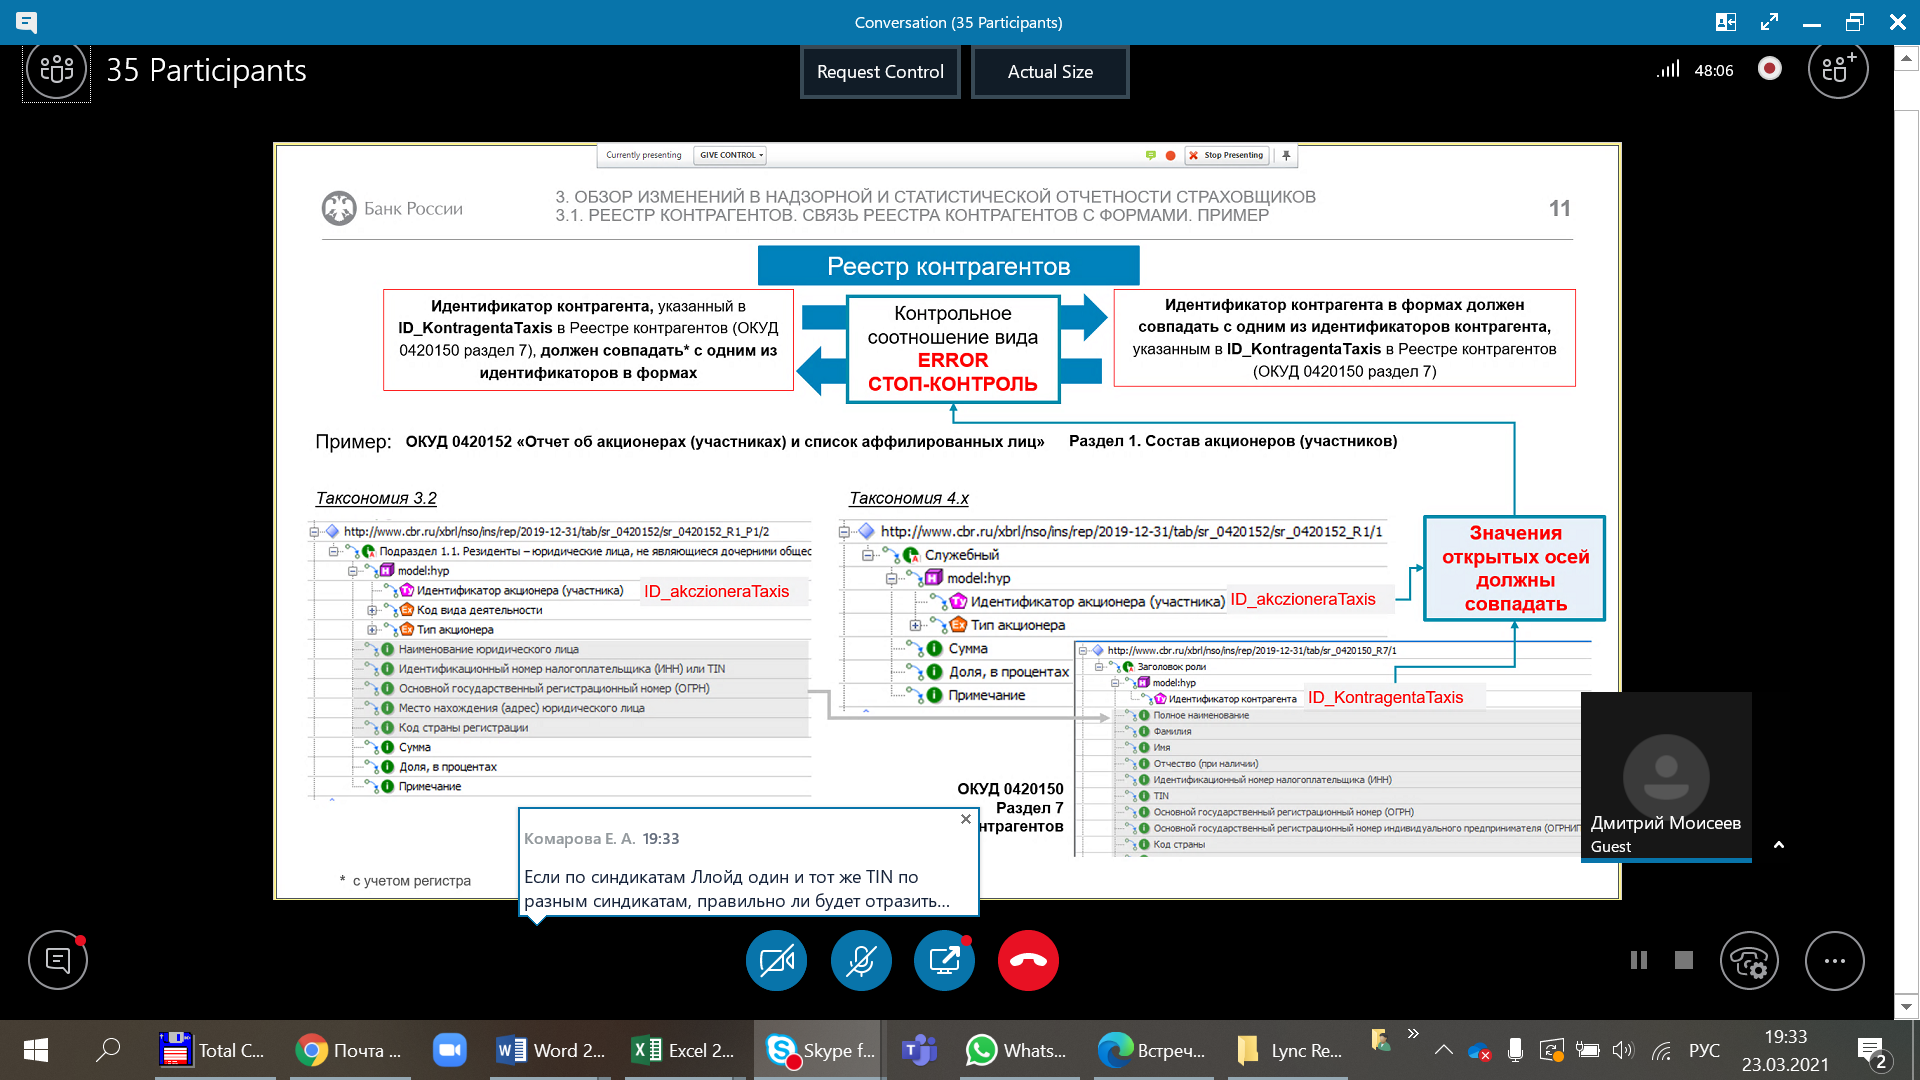 Conversation (35 Participants)
35 Participants
Request Control
Actual Size
48:06
Currently presenting
GIVE CONTROL
Stop Presenting
Банк России
3. ОБЗОР ИЗМЕНЕНИЙ В НАДЗОРНОЙ И СТАТИСТИЧЕСКОЙ ОТЧЕТНОСТИ СТРАХОВЩИКОВ
3.1. РЕЕСТР КОНТРАГЕНТОВ. СВЯЗЬ РЕЕСТРА КОНТРАГЕНТОВ С ФОРМАМИ. ПРИМЕР
11
Реестр контрагентов
Идентификатор контрагента, указанный в
ID_KontragentaTaxis в Реестре контрагентов (ОКУД
0420150 раздел 7), должен совпадать* с одним из
идентификаторов в формах
Контрольное
соотношение вида
ERROR
СТОП-КОНТРОЛЬ
Идентификатор контрагента в формах должен
совпадать с одним из идентификаторов контрагента,
указанным в ID_KontragentaTaxis в Реестре контрагентов
(ОКУД 0420150 раздел 7)
Пример:
ОКУД 0420152 «Отчет об акционерах (участниках) и список аффилированных лиц»
Раздел 1. Состав акционеров (участников)
Таксономия 3.2
http://www.cbr.ru/xbrl/nso/ins/rep/2019-12-31/tab/sr_0420152/sr_0420152_R1_P1/2
Подраздел 1.1. Резиденты – юридические лица, не являющиеся дочерними общес
model:hyp
Идентификатор акционера (участника)
ID_akczioneraTaxis
Код вида деятельности
Тип акционера
Наименование юридического лица
Идентификационный номер налогоплательщика (ИНН) или TIN
Основной государственный регистрационный номер (ОГРН)
Место нахождения (адрес) юридического лица
Код страны регистрации
Сумма
Доля, в процентах
Примечание
Таксономия 4.x
http://www.cbr.ru/xbrl/nso/ins/rep/2019-12-31/tab/sr_0420152/sr_0420152_R1/1
Служебный
model:hyp
Идентификатор акционера (участника)
ID_akczioneraTaxis
Тип акционера
Сумма
Доля, в процентах
Примечание
Значения
открытых осей
должны
совпадать
http://www.cbr.ru/xbrl/nso/ins/rep/2019-12-31/tab/sr_0420150_R7/1
Заголовок роли
model:hyp
Идентификатор контрагента
ID_KontragentaTaxis
Полное наименование
Фамилия
Имя
Отчество (при наличии)
Идентификационный номер налогоплательщика (ИНН)
TIN
Основной государственный регистрационный номер (ОГРН)
Основной государственный регистрационный номер индивидуального предпринимателя (ОГРНИП
Код страны
ОКУД 0420150
Раздел 7
нтрагентов
* с учетом регистра
Комарова Е. А. 19:33
Если по синдикатам Ллойд один и тот же TIN по
разным синдикатам, правильно ли будет отразить...
Дмитрий Моисеев
Guest
Total C...
Почта ...
Word 2...
Excel 2...
Skype f...
Whats...
Встреч...
Lync Re...
РУС
19:33
23.03.2021
2